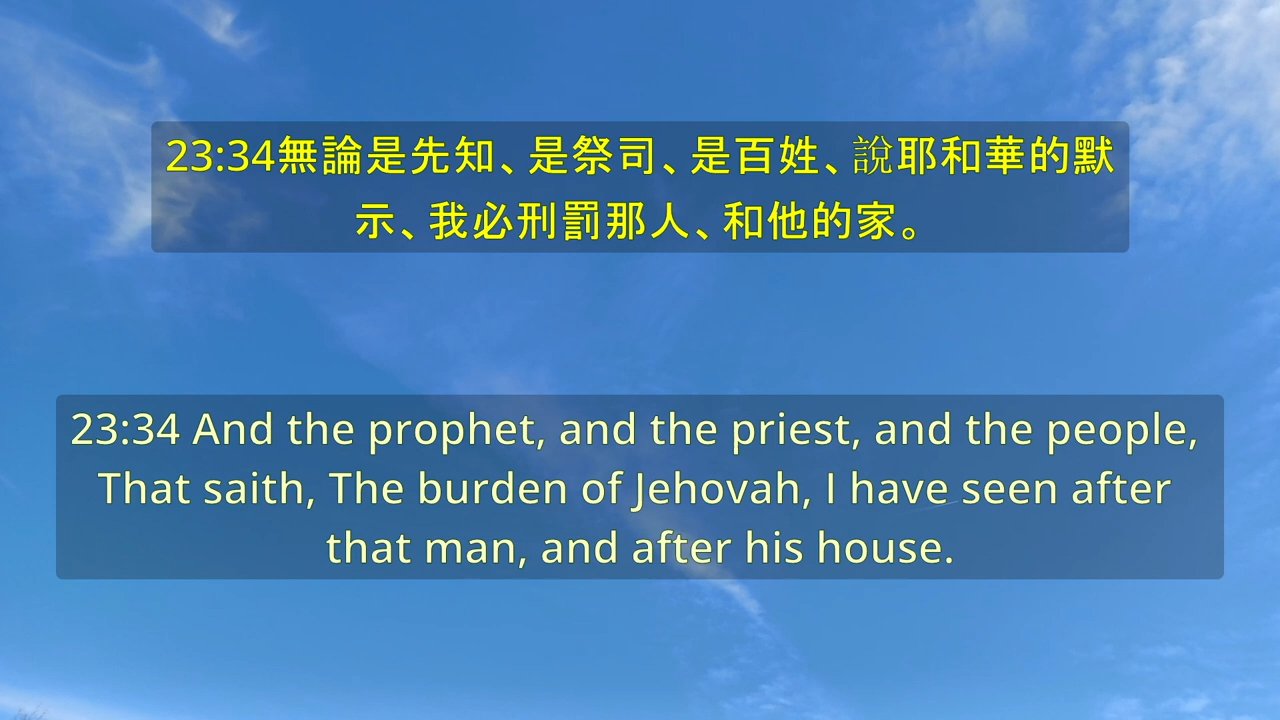 23:34無論是先知、是祭司、是百姓、說耶和華的默
示、我必刑罰那人、和他的家。
23:34 And the prophet, and the priest, and the people,
That saith, The burden of Jehovah, I have seen after
that man, and after his house.